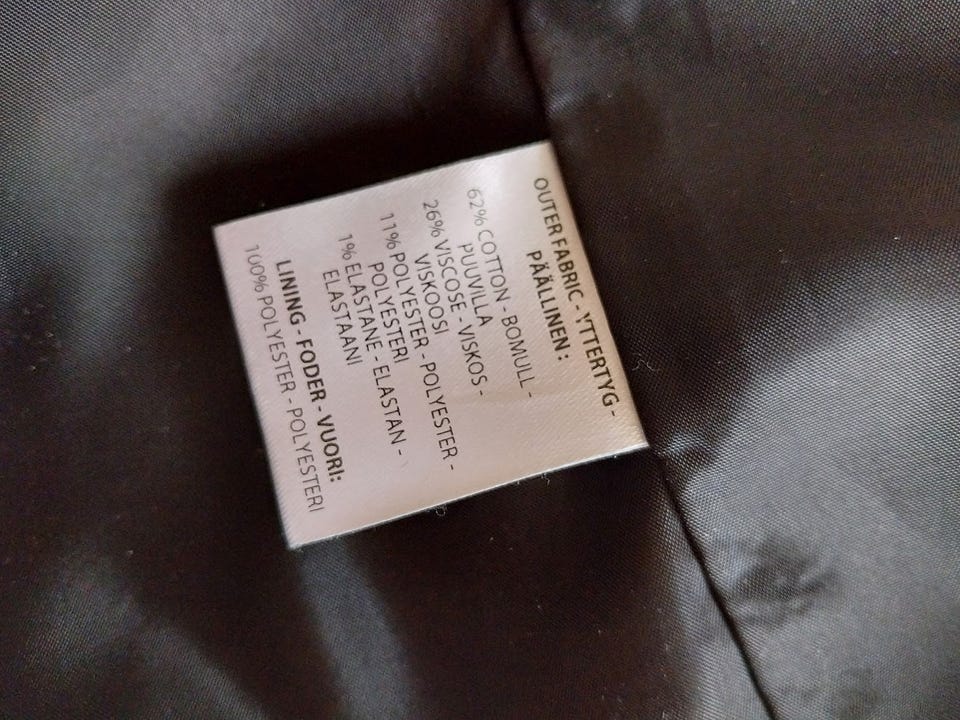 OUTER FABRIC - YTTERTYG -
PÄÄLLINEN :
62% COTTON - BOMULL -
PUUVILLA
26% VISCOSE - VISKOS -
VISKOOSI
11% POLYESTER - POLYESTER -
POLYESTERI
1% ELASTANE - ELASTAN -
ELASTAANI
LINING - FODER - VUORI:
100% POLYESTER - POLYESTERI